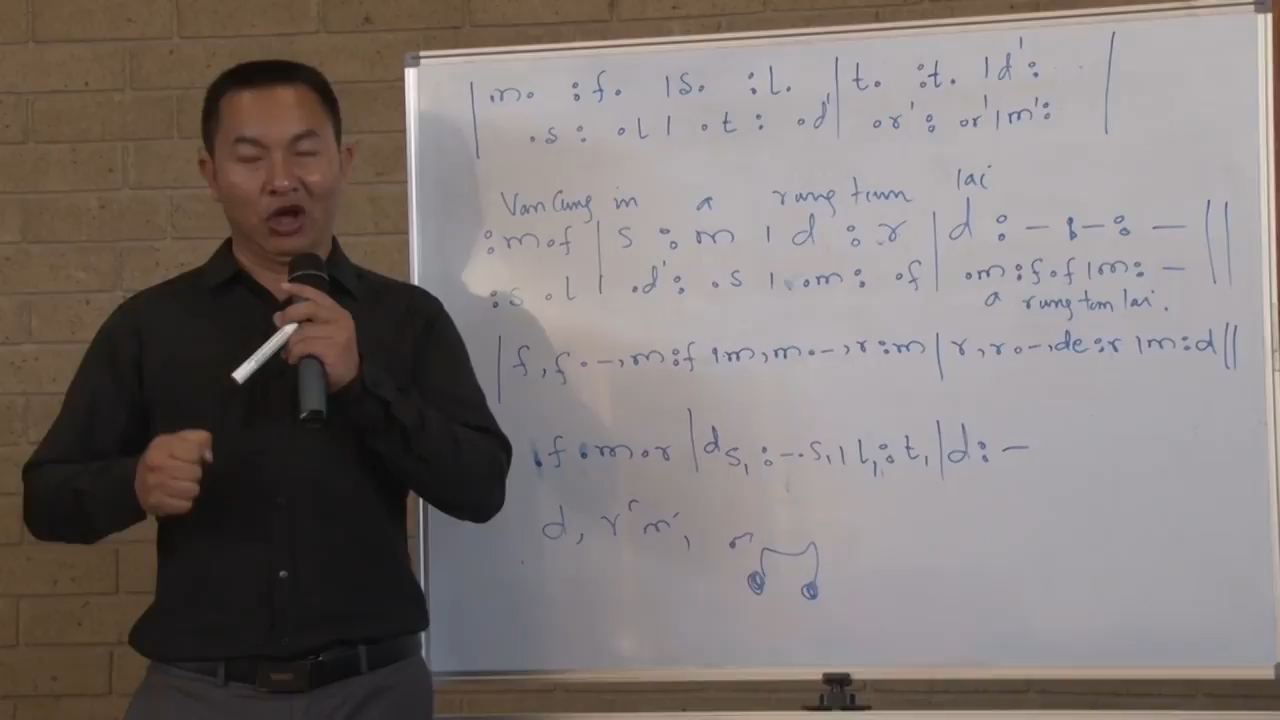 | m. :f. |s. :l. | t. :t. |d': |
.s: .l| .t: .d' .r': .r'|m':
Van Cung in a rung tum lai
:m.f | s :m | d :.r | d :- :-:- ||
:s.l | .d': .s | .m: .f | .m:f.f|m:- ||
a rung tum lai.
| f,f.-,m:f |m,m.-,r:m | r,r.-,de:r |m:d ||
.f.m.r | d s, :-.s,| l,:t, | d:-
d, r m,